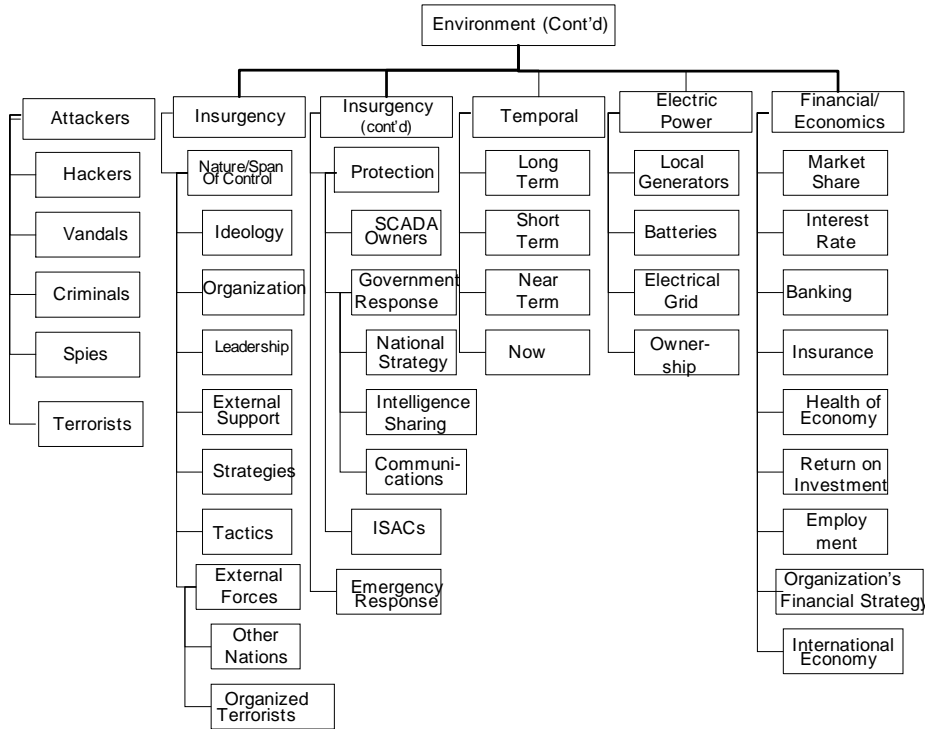 Environment (Cont'd)
Attackers
Hackers
Vandals
Criminals
Spies
Terrorists
Insurgency
Nature/Span
Of Control
Ideology
Organization
Leadership
External
Support
Strategies
Tactics
External
Forces
Other
Nations
Organized
Terrorists
Insurgency
(cont'd)
Protection
SCADA
Owners
Government
Response
National
Strategy
Intelligence
Sharing
Communi-
cations
ISACs
Emergency
Response
Temporal
Long
Term
Short
Term
Near
Term
Now
Electric
Power
Local
Generators
Batteries
Electrical
Grid
Owner-
ship
Financial/
Economics
Market
Share
Interest
Rate
Banking
Insurance
Health of
Economy
Return on
Investment
Employ
ment
Organization's
Financial Strategy
International
Economy